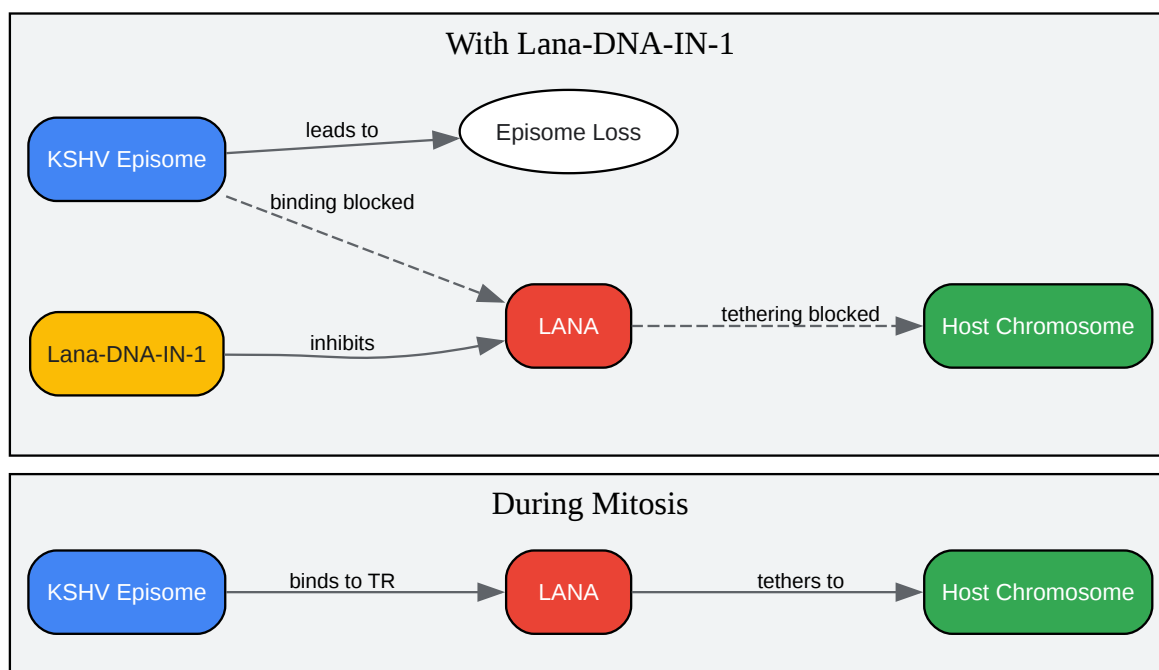 With Lana-DNA-IN-1
KSHV Episome
leads to
Episome Loss
binding blocked
Lana-DNA-IN-1
inhibits
LANA
tethering blocked
Host Chromosome
During Mitosis
KSHV Episome
binds to TR
LANA
tethers to
Host Chromosome